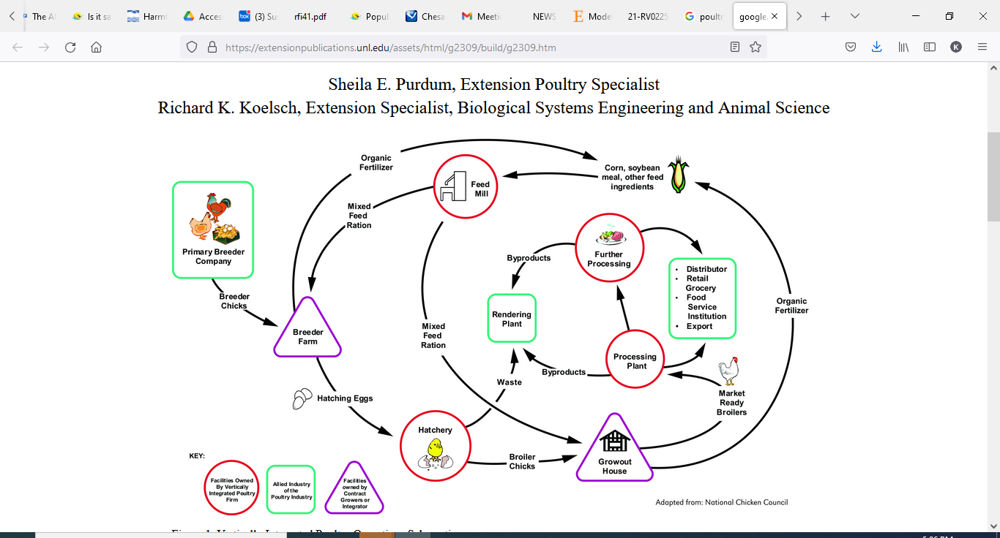 The Al
Is it sa
Harmf
Acces
box
(3) Su
rfi41.pdf
Popul
Chesa
Meeti
NEWS
E
Mode
21-RV0225
G
poultr
google.
https://extensionpublications.unl.edu/assets/html/g2309/build/g2309.htm
K
Sheila E. Purdum, Extension Poultry Specialist
Richard K. Koelsch, Extension Specialist, Biological Systems Engineering and Animal Science
Organic
Fertilizer
Corn, soybean
meal, other feed
ingredients
Feed
Mill
Mixed
Feed
Ration
Primary Breeder
Company
Further
Processing
Byproducts
• Distributor
• Retail
Grocery
• Food
Service
Institution
• Export
Breeder
Chicks
Organic
Fertilizer
Rendering
Plant
Breeder
Farm
Mixed
Feed
Ration
Processing
Plant
Byproducts
Waste
Market
Ready
Broilers
Hatching Eggs
Hatchery
Broiler
Chicks
Growout
House
KEY:
Facilities Owned
By Vertically
Integrated Poultry
Firm
Allied Industry
of the
Poultry Industry
Facilities
owned by
Contract
Growers or
Integrator
Adapted from: National Chicken Council